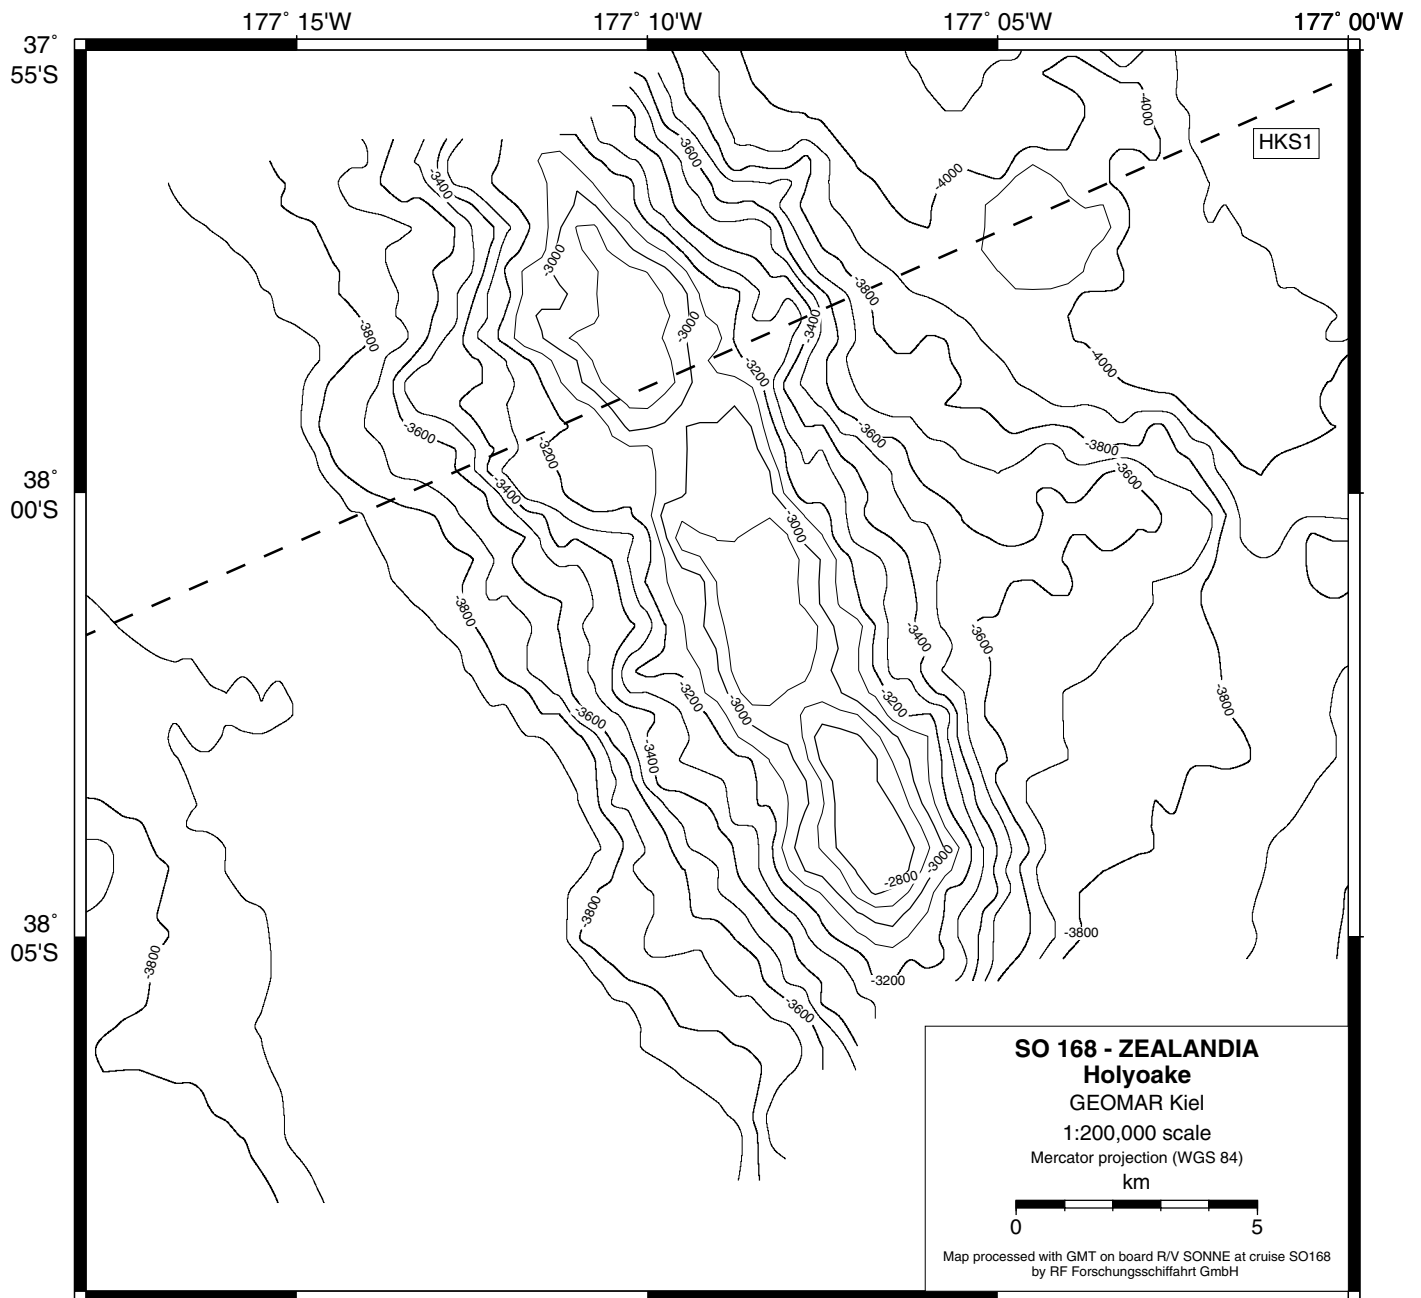 177° 15'W
177° 10'W
177° 05'W
177° 00'W
37°
55'S
38°
00'S
38°
05'S
HKS1
-4000
-3600
-4000
-3400
-3000
-3800
-3000
-3400
-3800
-3200
-4000
-3600
-3600
-3800
-3200
-3600
-3400
-3000
-3800
-3400
-3600
-3200
-3000
-3200
-3800
-3600
-3400
-3000
-2800
-3800
-3800
-3800
-3200
-3600
SO 168 - ZEALANDIA
Holyoake
GEOMAR Kiel
1:200,000 scale
Mercator projection (WGS 84)
km
0 5
Map processed with GMT on board R/V SONNE at cruise SO168
by RF Forschungsschiffahrt GmbH